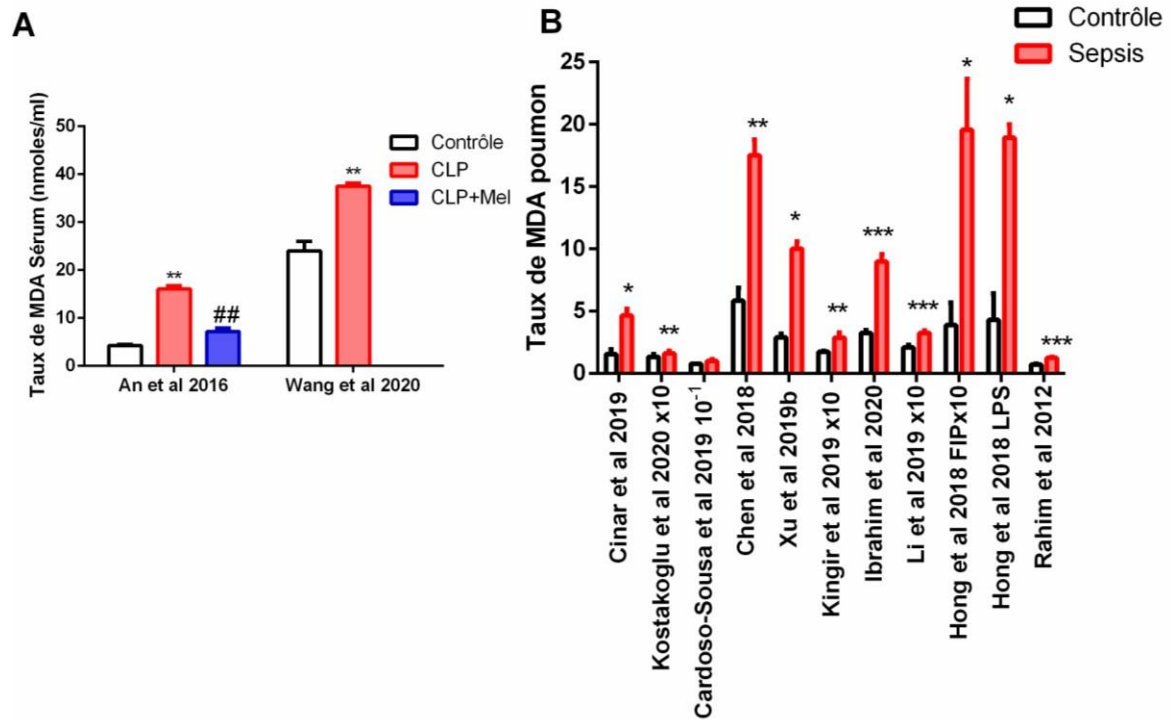 A
Taux de MDA Sérum (nmoles/ml)
50
40
30
20
10
0
Contrôle
CLP
CLP+Mel
**
##
**
An et al 2016
Wang et al 2020
B
Contrôle
Sepsis
Taux de MDA poumon
25
20
15
10
5
0
*
**
**
*
**
***
***
*
*
***
Cinar et al 2019
Kostakoglu et al 2020 x10
Cardoso-Sousa et al 2019 10⁻¹
Chen et al 2018
Xu et al 2019b
Kingir et al 2019 x10
Ibrahim et al 2020
Li et al 2019 x10
Hong et al 2018 FIPx10
Hong et al 2018 LPS
Rahim et al 2012